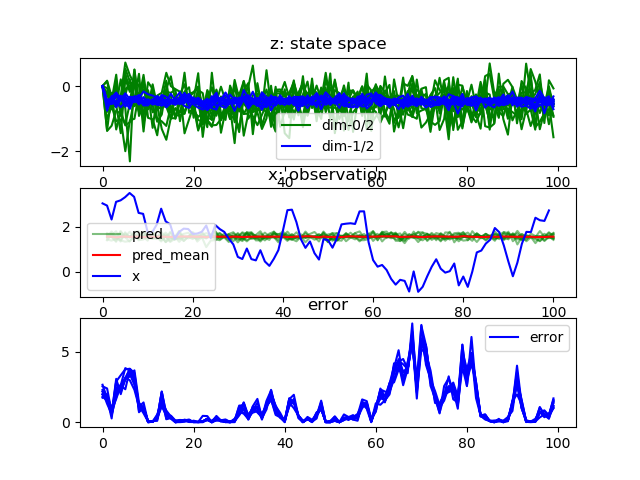 z: state space
0
−2
dim-0/2
dim-1/2
0 20 40 60 80 100
x: observation
2
0
pred
pred_mean
x
0 20 40 60 80 100
error
5
0
error
0 20 40 60 80 100